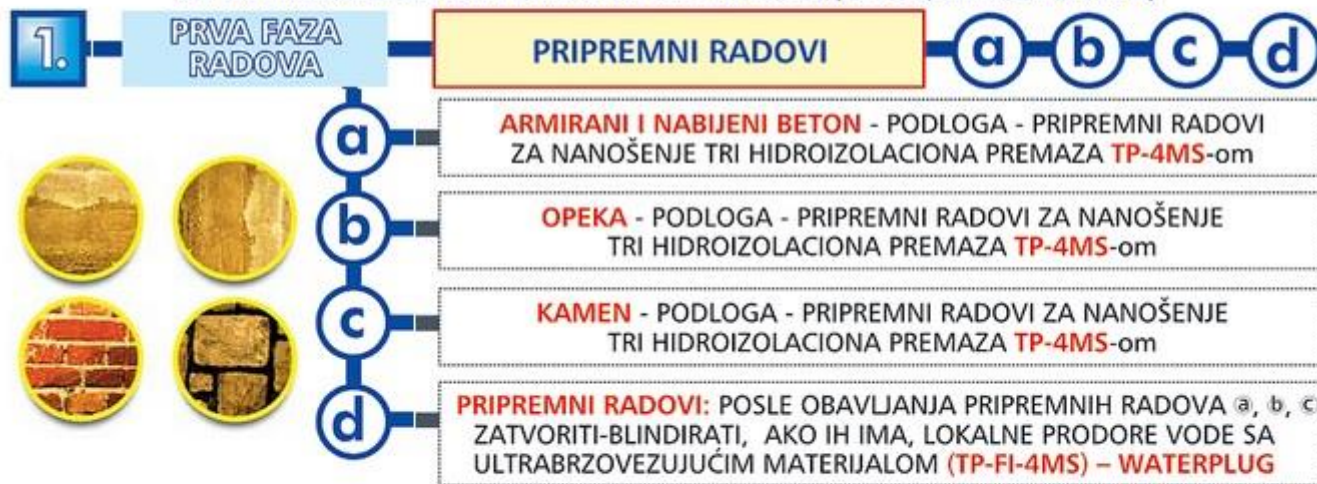 1.
PRVA FAZA
RADOVA
PRIPREMNI RADOVI
a b c d
a
ARMIRANI I NABIJENI BETON - PODLOGA - PRIPREMNI RADOVI
ZA NANOŠENJE TRI HIDROIZOLACIONA PREMAZA TP-4MS-om
b
OPEKA - PODLOGA - PRIPREMNI RADOVI ZA NANOŠENJE
TRI HIDROIZOLACIONA PREMAZA TP-4MS-om
c
KAMEN - PODLOGA - PRIPREMNI RADOVI ZA NANOŠENJE
TRI HIDROIZOLACIONA PREMAZA TP-4MS-om
d
PRIPREMNI RADOVI: POSLE OBAVLJANJA PRIPREMNIH RADOVA ⓐ, ⓑ, ⓒ
ZATVORITI-BLINDIRATI, AKO IH IMA, LOKALNE PRODORE VODE SA
ULTRABRZOVEZUJUĆIM MATERIJALOM (TP-FI-4MS) – WATERPLUG